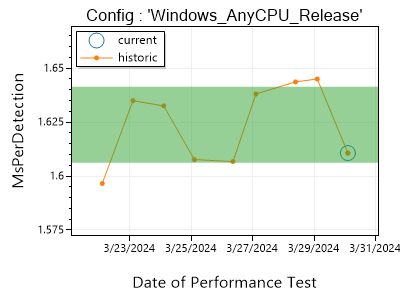 Config : 'Windows_AnyCPU_Release'
current
historic
1.65
1.625
1.6
1.575
MsPerDetection
3/23/2024 3/25/2024 3/27/2024 3/29/2024 3/31/2024
Date of Performance Test